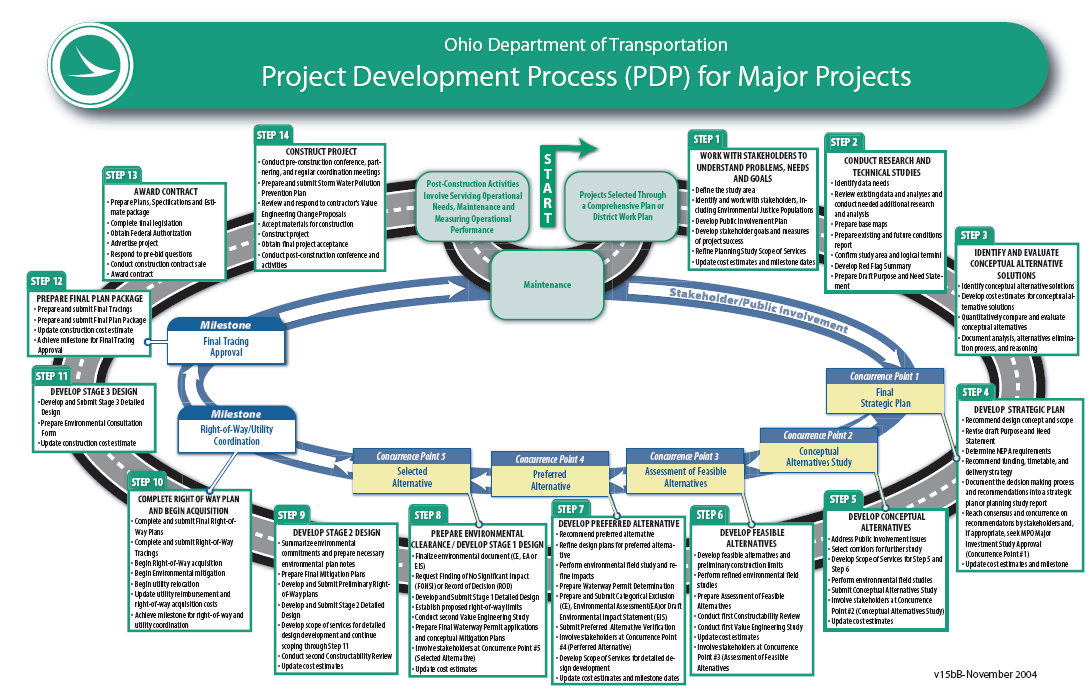 Ohio Department of Transportation
Project Development Process (PDP) for Major Projects
START
Post-Construction Activities
Involve Servicing Operational
Needs, Maintenance and
Measuring Operational
Performance
Projects Selected Through
a Comprehensive Plan or
District Work Plan
Maintenance
Stakeholder/Public Involvement
STEP 1
WORK WITH STAKEHOLDERS TO
UNDERSTAND PROBLEMS, NEEDS
AND GOALS
• Define the study area
• Identify and work with stakeholders, in-
cluding Environmental Justice Populations
• Develop Public Involvement Plan
• Develop stakeholder goals and measures
of project success
• Refine Planning Study Scope of Services
• Update cost estimates and milestone dates
STEP 2
CONDUCT RESEARCH AND
TECHNICAL STUDIES
• Identify data needs
• Review existing data and analyses and
conduct needed additional research
and analysis
• Prepare base maps
• Prepare existing and future conditions
report
• Confirm study area and logical termini
• Develop Red Flag Summary
• Prepare Draft Purpose and Need State-
ment
STEP 3
IDENTIFY AND EVALUATE
CONCEPTUAL ALTERNATIVE
SOLUTIONS
• Identify conceptual alternative solutions
• Develop cost estimates for conceptual al-
ternative solutions
• Quantitatively compare and evaluate
conceptual alternatives
• Document analysis, alternatives elimina-
tion process, and reasoning
STEP 4
DEVELOP STRATEGIC PLAN
• Recommend design concept and scope
• Revise draft Purpose and Need
Statement
• Determine NEPA requirements
• Recommend funding, timetable, and
delivery strategy
• Document the decision making process
and recommendations into a strategic
plan or planning study report
• Reach consensus and concurrence on
recommendations by stakeholders and, if
appropriate, seek MPO Major
Investment Study Approval
(Concurrence Point #1)
• Update cost estimates and milestone
STEP 5
DEVELOP CONCEPTUAL
ALTERNATIVES
• Address Public Involvement issues
• Select corridors for further study
• Develop Scope of Services for Step 5 and
Step 6
• Perform environmental field studies
• Submit Conceptual Alternatives Study
• Involve stakeholders at Concurrence
Point #2 (Conceptual Alternatives Study)
• Update cost estimates
STEP 6
DEVELOP FEASIBLE
ALTERNATIVES
• Develop feasible alternatives and
preliminary construction limits
• Perform refined environmental field
studies
• Prepare Assessment of Feasible
Alternatives
• Conduct first Constructability Review
• Conduct first Value Engineering Study
• Update cost estimates
• Involve stakeholders at Concurrence
Point #3 (Assessment of Feasible
Alternatives
STEP 7
DEVELOP PREFERRED ALTERNATIVE
• Recommend preferred alternative
• Refine design plans for preferred alterna-
tive
• Perform environmental field study and re-
fine impacts
• Prepare Waterway Permit Determination
• Prepare and Submit Categorical Exclusion
(CE), Environmental Assessment(EA)or Draft
Environmental Impact Statement (EIS)
• Submit Preferred Alternative Verification
• Involve stakeholders at Concurrence Point
#4 (Perferred Alternative)
• Develop Scope of Services for detailed de-
sign development
• Update cost estimates and milestone dates
STEP 8
PREPARE ENVIRONMENTAL
CLEARANCE / DEVELOP STAGE 1 DESIGN
• Finalize environmental document (CE, EA or
EIS)
• Request Finding of No Significant Impact
(FONSI) or Record of Decision (ROD)
• Develop and Submit Stage 1 Detailed Design
• Establish proposed right-of-way limits
• Conduct second Value Engineering Study
• Prepare Final Waterway Permit applications
and conceptual Mitigation Plans
• Involve stakeholders at Concurrence Point #5
(Selected Alternative)
• Update cost estimates
STEP 9
DEVELOP STAGE 2 DESIGN
• Summarize environmental
commitments and prepare necessary
environmental plan notes
• Prepare Final Mitigation Plans
• Develop and Submit Preliminary Right-
of-Way plans
• Develop and Submit Stage 2 Detailed
Design
• Develop scope of services for detailed
design development and continue
scoping through Step 11
• Conduct second Constructability Review
• Update cost estimates
STEP 10
COMPLETE RIGHT OF WAY PLAN
AND BEGIN ACQUISITION
• Complete and submit Final Right-of-
Way Plans
• Complete and submit Right-of-Way
Tracings
• Begin Right-of-Way acquisition
• Begin Environmental mitigation
• Begin utility relocation
• Update utility reimbursement and
right-of-way acquisition costs
• Achieve milestone for right-of-way and
utility coordination
STEP 11
DEVELOP STAGE 3 DESIGN
• Develop and Submit Stage 3 Detailed
Design
• Prepare Environmental Consultation
Form
• Update construction cost estimate
STEP 12
PREPARE FINAL PLAN PACKAGE
• Prepare and submit Final Tracings
• Prepare and submit Final Plan Package
• Update construction cost estimate
• Achieve milestone for Final Tracing
Approval
STEP 13
AWARD CONTRACT
• Prepare Plans, Specifications and Esti-
mate package
• Complete final legislation
• Obtain Federal Authorization
• Advertise project
• Respond to pre-bid questions
• Conduct construction contract sale
• Award contract
STEP 14
CONSTRUCT PROJECT
• Conduct pre-construction conference, part-
nering, and regular coordination meetings
• Prepare and submit Storm Water Pollution
Prevention Plan
• Review and respond to contractor's Value
Engineering Change Proposals
• Accept materials for construction
• Construct project
• Obtain final project acceptance
• Conduct post-construction conference and
activities
Concurrence Point 1
Final
Strategic Plan
Concurrence Point 2
Conceptual
Alternatives Study
Concurrence Point 3
Assessment of Feasible
Alternatives
Concurrence Point 4
Preferred
Alternative
Concurrence Point 5
Selected
Alternative
Milestone
Right-of-Way/Utility
Coordination
Milestone
Final Tracing
Approval
v15bB-November 2004